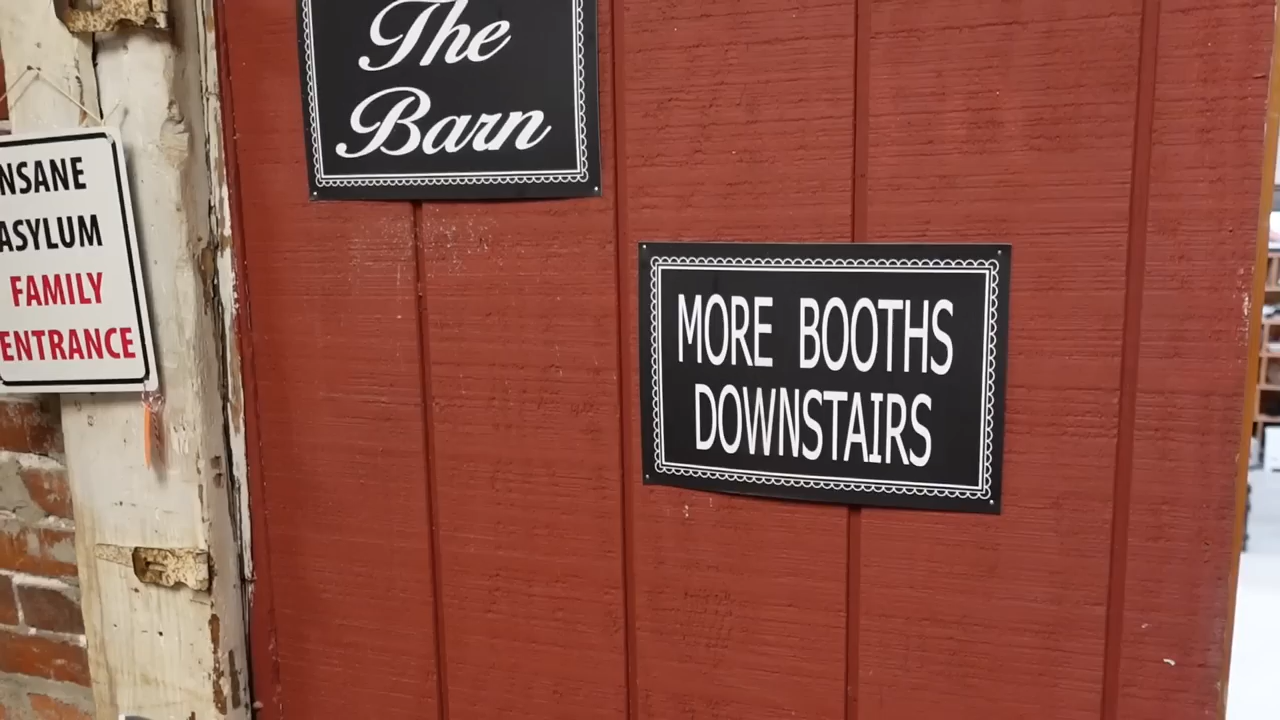 The
Barn
NSANE
ASYLUM
FAMILY
ENTRANCE
MORE BOOTHS
DOWNSTAIRS